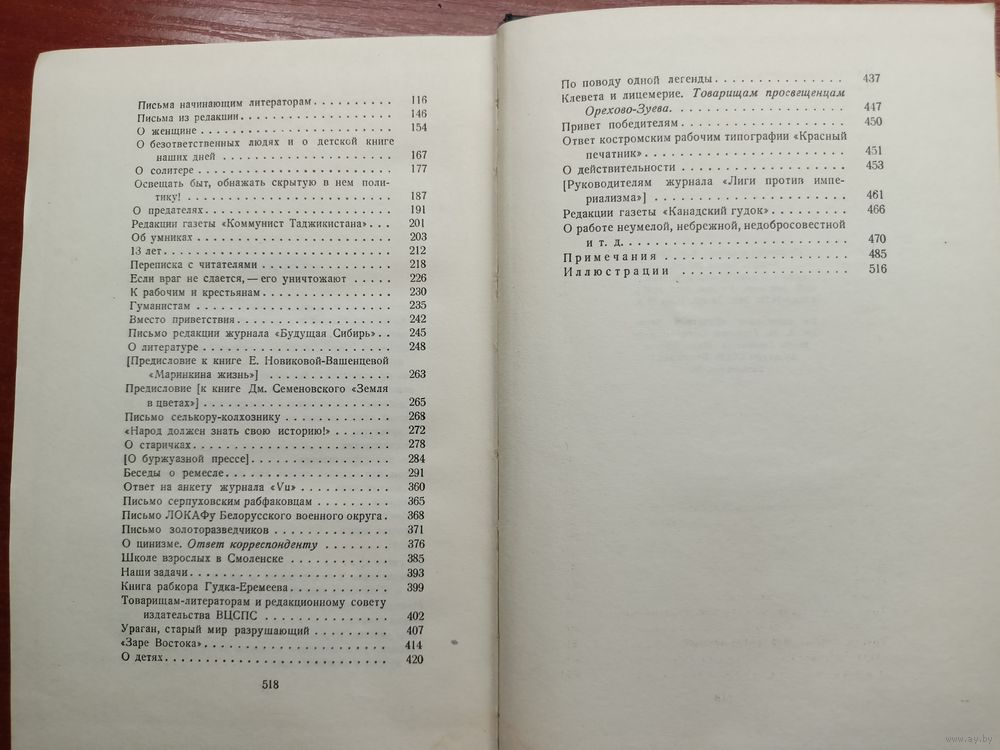 Письма начинающим литераторам . . . . . . . . . . 116
Письма из редакции. . . . . . . . . . . . . . . . . 146
О женщине . . . . . . . . . . . . . . . . . . . . . 154
О безответственных людях и о детской книге
наших дней . . . . . . . . . . . . . . . . . . . 167
О солитере . . . . . . . . . . . . . . . . . . . . . 177
Освещать быт, обнажать скрытую в нем поли-
тику! . . . . . . . . . . . . . . . . . . . . . . 187
О предателях. . . . . . . . . . . . . . . . . . . . . 191
Редакции газеты «Коммунист Таджикистана» . . . 201
Об умниках . . . . . . . . . . . . . . . . . . . . . 203
13 лет. . . . . . . . . . . . . . . . . . . . . . . . 212
Переписка с читателями . . . . . . . . . . . . . . . 218
Если враг не сдается, — его уничтожают . . . . . 226
К рабочим и крестьянам . . . . . . . . . . . . . . . 230
Гуманистам . . . . . . . . . . . . . . . . . . . . . 235
Вместо приветствия. . . . . . . . . . . . . . . . . . 242
Письмо редакции журнала «Будущая Сибирь». . . 245
О литературе . . . . . . . . . . . . . . . . . . . . 248
[Предисловие к книге Е. Новиковой-Вашенцевой
«Маринкина жизнь»] . . . . . . . . . . . . . . 263
Предисловие [к книге Дм. Семеновского «Земля
в цветах»] . . . . . . . . . . . . . . . . . . . . 265
Письмо селькору-колхознику . . . . . . . . . . . . . 268
«Народ должен знать свою историю!» . . . . . . . 272
О старичках. . . . . . . . . . . . . . . . . . . . . . 278
[О буржуазной прессе] . . . . . . . . . . . . . . . . 284
Беседы о ремесле. . . . . . . . . . . . . . . . . . . 291
Ответ на анкету журнала «Vu» . . . . . . . . . . . 360
Письмо серпуховским рабфаковцам . . . . . . . . . . 365
Письмо ЛОКАФу Белорусского военного округа. 368
Письмо золоторазведчиков . . . . . . . . . . . . . . 371
О цинизме. Ответ корреспонденту . . . . . . . . 376
Школе взрослых в Смоленске . . . . . . . . . . . . 385
Наши задачи. . . . . . . . . . . . . . . . . . . . . . 393
Книга рабкора Гудка-Еремеева. . . . . . . . . . . . 399
Товарищам-литераторам и редакционному совету
издательства ВЦСПС . . . . . . . . . . . . . . . 402
Ураган, старый мир разрушающий . . . . . . . . . 407
«Заре Востока». . . . . . . . . . . . . . . . . . . . 414
О детях. . . . . . . . . . . . . . . . . . . . . . . . 420
518
По поводу одной легенды. . . . . . . . . . . . . . . 437
Клевета и лицемерие. Товарищам просвещенцам
Орехово-Зуева. . . . . . . . . . . . . . . . . . . 447
Привет победителям . . . . . . . . . . . . . . . . . . 450
Ответ костромским рабочим типографии «Красный
печатник». . . . . . . . . . . . . . . . . . . . . 451
О действительности . . . . . . . . . . . . . . . . . . 453
[Руководителям журнала «Лиги против импе-
риализма»] . . . . . . . . . . . . . . . . . . . . 461
Редакции газеты «Канадский гудок». . . . . . . . . 466
О работе неумелой, небрежной, недобросовестной
и т. д. . . . . . . . . . . . . . . . . . . . . . . . 470
Примечания . . . . . . . . . . . . . . . . . . . . . 485
Иллюстрации . . . . . . . . . . . . . . . . . . . . 516
www.ay.by